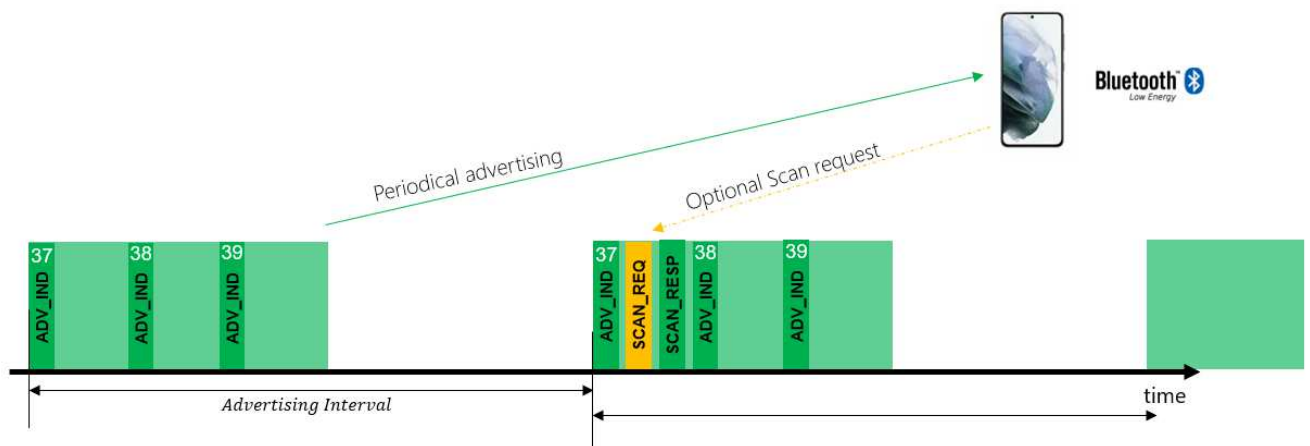 Bluetooth™
Low Energy
Periodical advertising
Optional Scan request
37
ADV_IND
38
ADV_IND
39
ADV_IND
37
ADV_IND
SCAN_REQ
SCAN_RESP
38
ADV_IND
39
ADV_IND
Advertising Interval
time